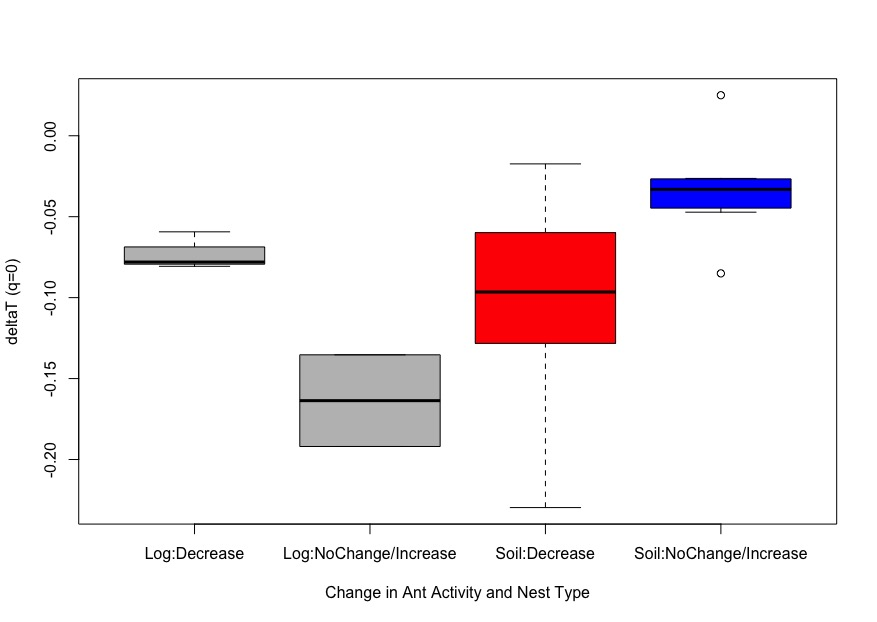 0.00
-0.05
-0.10
-0.15
-0.20
deltaT (q=0)
Log:Decrease
Log:NoChange/Increase
Soil:Decrease
Soil:NoChange/Increase
Change in Ant Activity and Nest Type